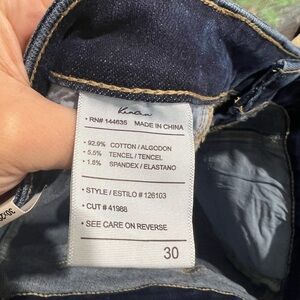 KanCan
• RN# 144635 MADE IN CHINA
• 92.9% COTTON / ALGODON
• 5.5% TENCEL / TENCEL
• 1.6% SPANDEX / ELASTANO
• STYLE / ESTILO # 126103
• CUT # 41988
• SEE CARE ON REVERSE
30